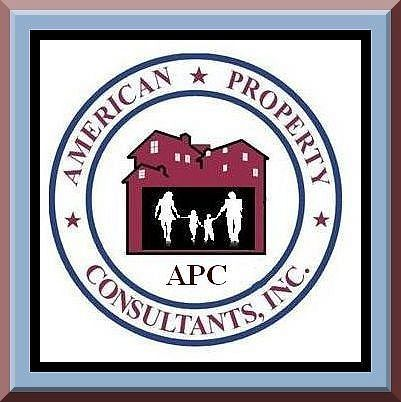 AMERICAN ★ PROPERTY
★ CONSULTANTS, INC. ★
APC